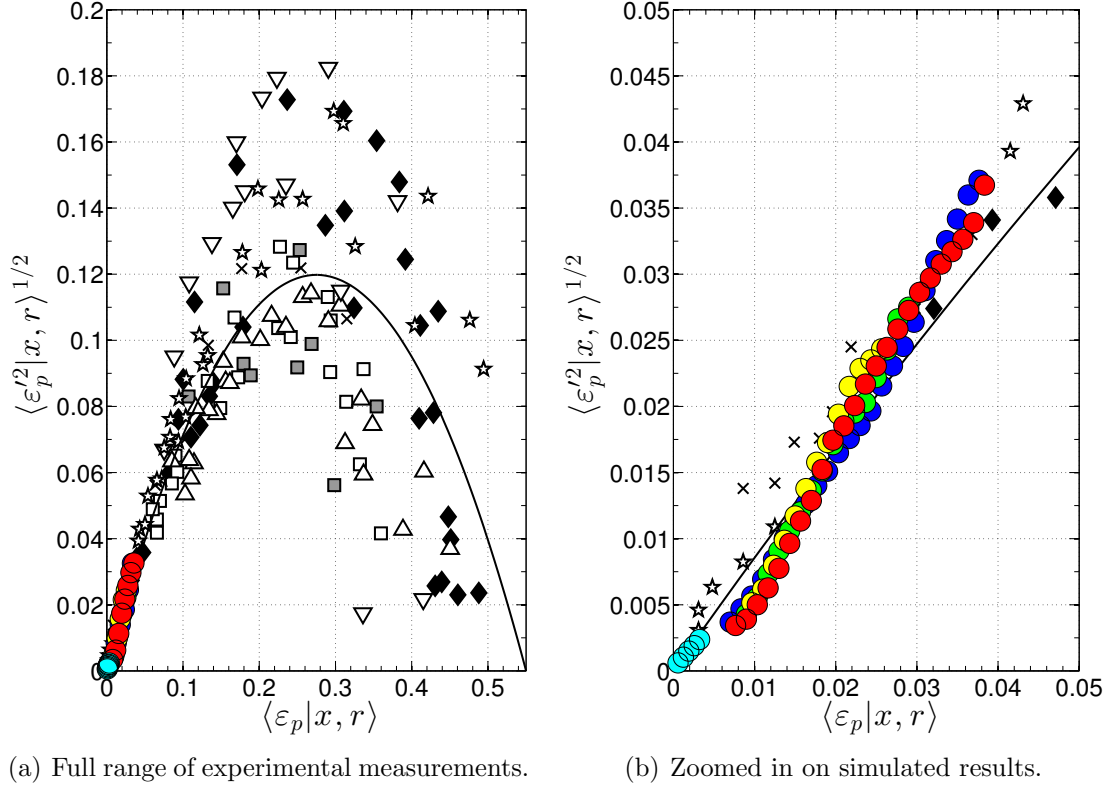 0.2
0.18
0.16
0.14
0.12
0.1
0.08
0.06
0.04
0.02
0
⟨ε′²ₚ|x, r⟩^{1/2}
0 0.1 0.2 0.3 0.4 0.5
⟨εₚ|x, r⟩
(a) Full range of experimental measurements.
0.05
0.045
0.04
0.035
0.03
0.025
0.02
0.015
0.01
0.005
0
⟨ε′²ₚ|x, r⟩^{1/2}
0 0.01 0.02 0.03 0.04 0.05
⟨εₚ|x, r⟩
(b) Zoomed in on simulated results.